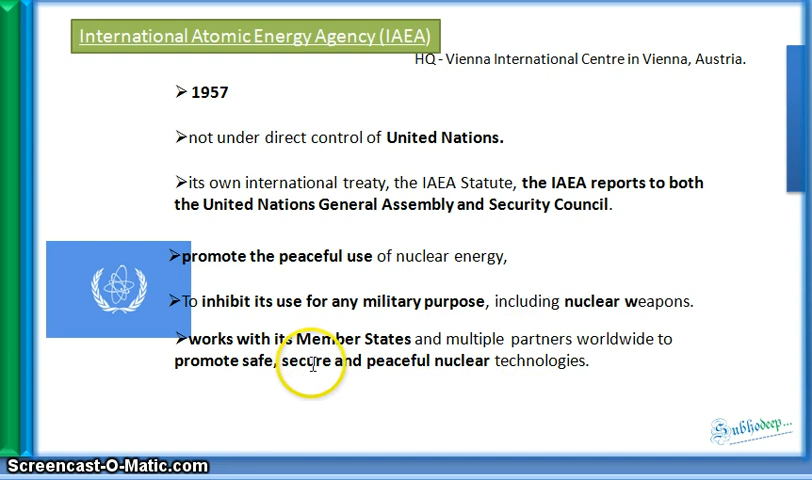 International Atomic Energy Agency (IAEA)
HQ - Vienna International Centre in Vienna, Austria.
➢ 1957
➢not under direct control of United Nations.
➢its own international treaty, the IAEA Statute, the IAEA reports to both
the United Nations General Assembly and Security Council.
➢promote the peaceful use of nuclear energy,
➢To inhibit its use for any military purpose, including nuclear weapons.
➢works with its Member States and multiple partners worldwide to
promote safe, secure and peaceful nuclear technologies.
Subhodeep...
Screencast-O-Matic.com